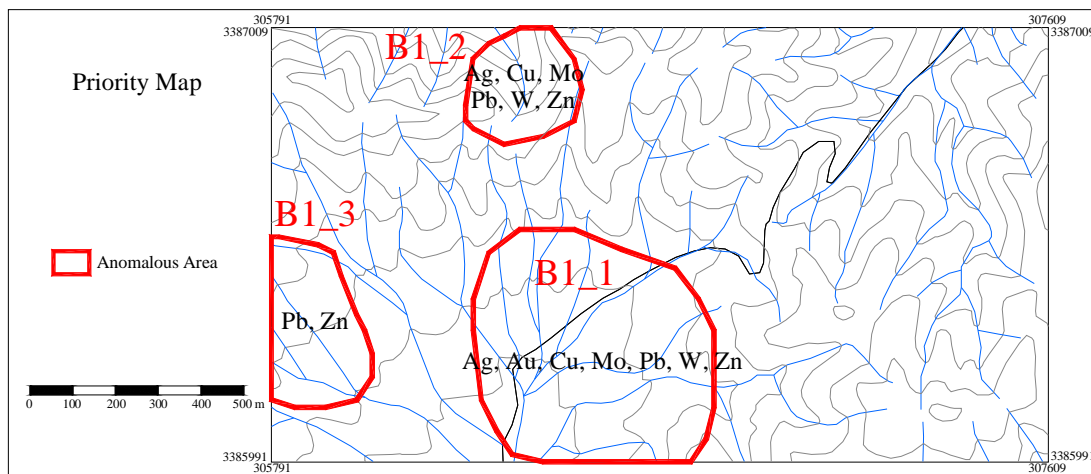 305791
307609
3387009
3387009
B1_2
Priority Map
Ag, Cu, Mo
Pb, W, Zn
B1_3
Anomalous Area
B1_1
Pb, Zn
Ag, Au, Cu, Mo, Pb, W, Zn
0 100 200 300 400 500 m
3385991
3385991
305791
307609